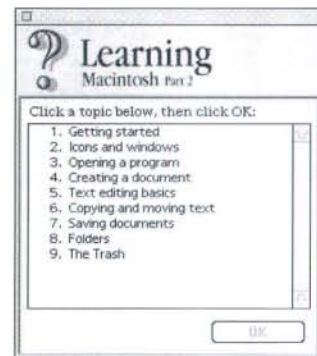 Learning
Macintosh Part 2
Click a topic below, then click OK:
1. Getting started
2. Icons and windows
3. Opening a program
4. Creating a document
5. Text editing basics
6. Copying and moving text
7. Saving documents
8. Folders
9. The Trash
OK